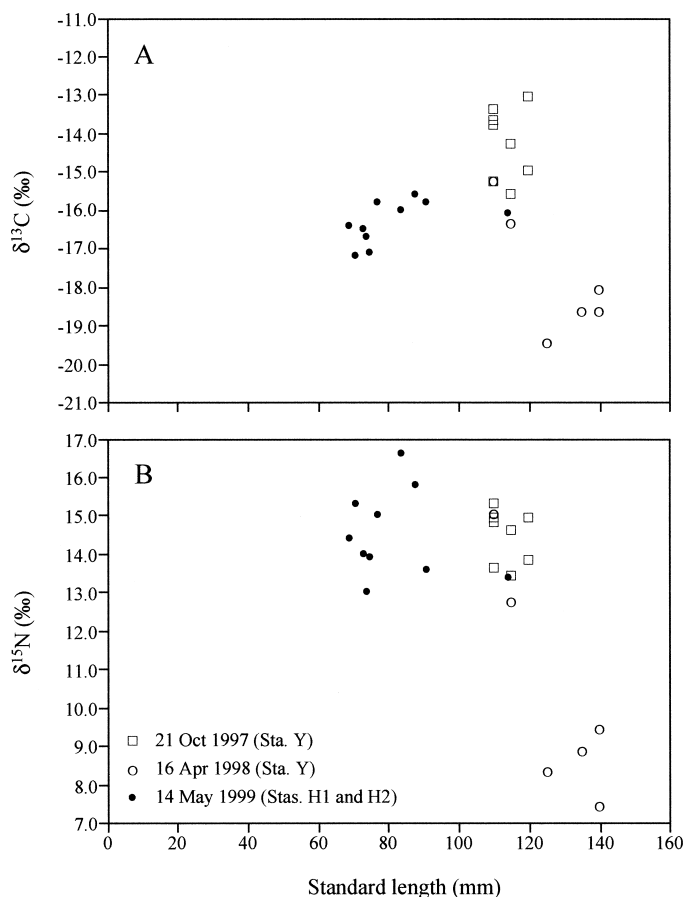 A
-11.0
-12.0
-13.0
-14.0
-15.0
-16.0
-17.0
-18.0
-19.0
-20.0
-21.0
δ13C (‰)
B
17.0
16.0
15.0
14.0
13.0
12.0
11.0
10.0
9.0
8.0
7.0
δ15N (‰)
21 Oct 1997 (Sta. Y)
16 Apr 1998 (Sta. Y)
14 May 1999 (Stas. H1 and H2)
0 20 40 60 80 100 120 140 160
Standard length (mm)